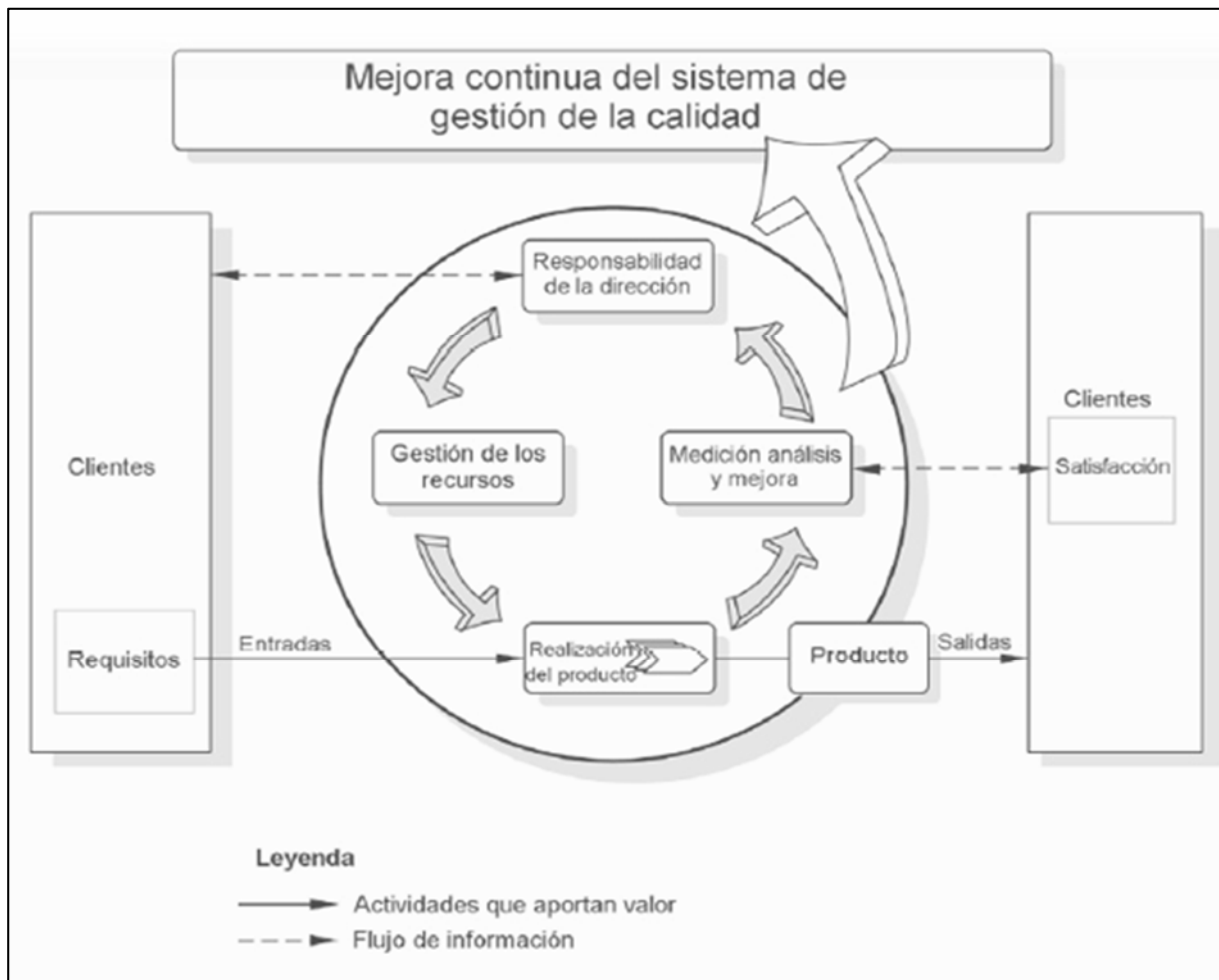 Mejora continua del sistema de
gestión de la calidad
Responsabilidad
de la dirección
Clientes
Gestión de los
recursos
Medición análisis
y mejora
Clientes
Satisfacción
Requisitos
Entradas
Realización
del producto
Producto
Salidas
Leyenda
Actividades que aportan valor
Flujo de información